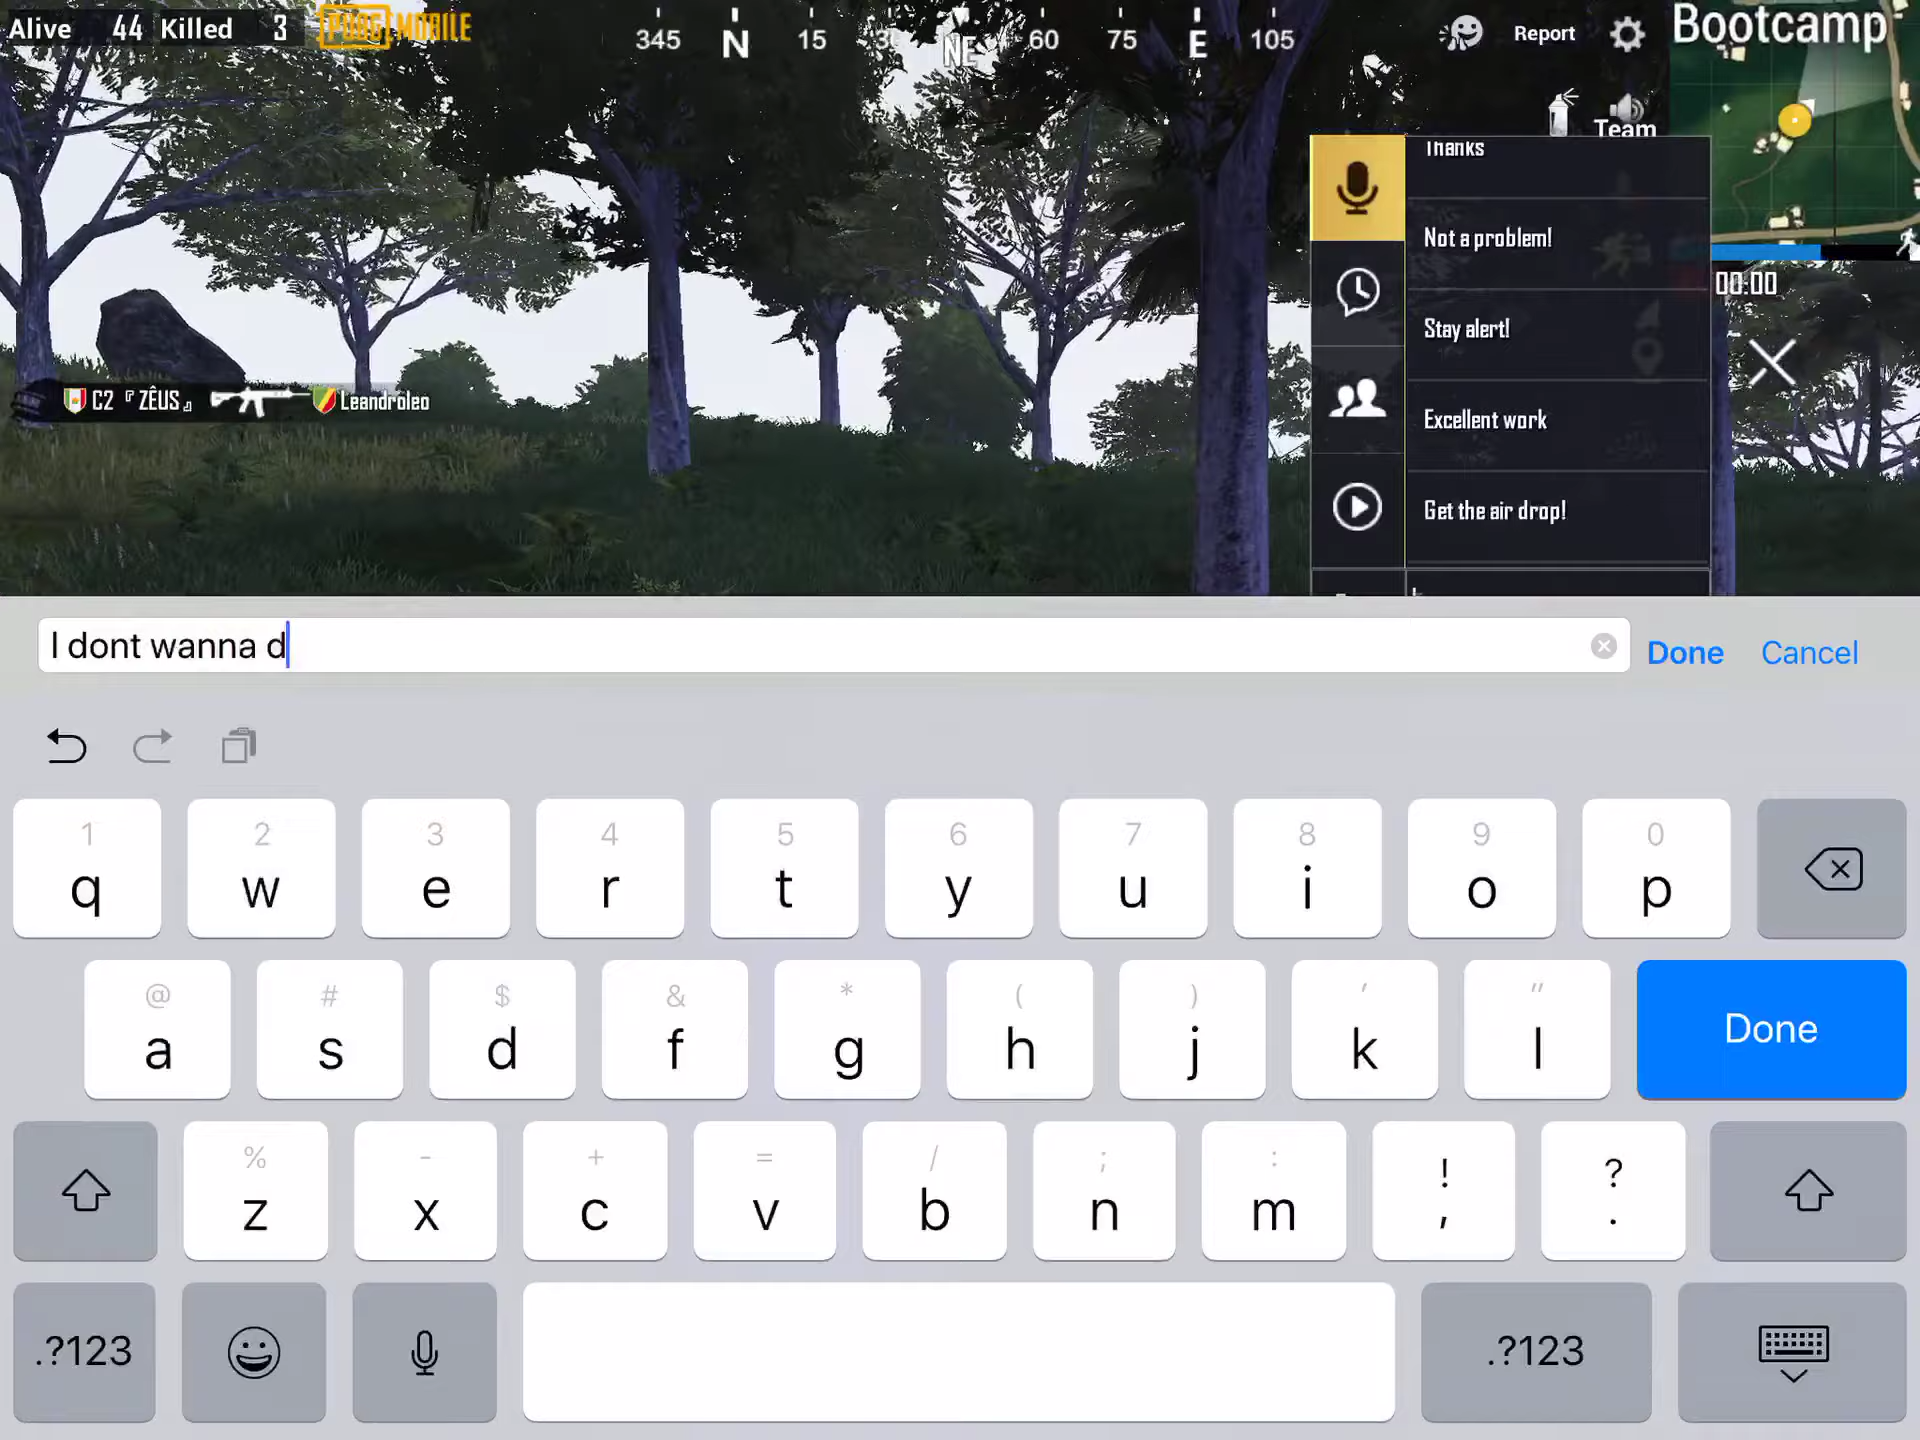 Alive 44 Killed 3 PUBG MOBILE
345 N 15 30 NE 60 75 E 105
Report
Bootcamp
Team
Thanks
Not a problem!
00:00
Stay alert!
C2 『ZÊUS』 Leandroleo
Excellent work
Get the air drop!
I dont wanna d
Done Cancel
1 2 3 4 5 6 7 8 9 0
q w e r t y u i o p
@ # $ & * ( ) ' "
a s d f g h j k l Done
% - + = / ; : ! ?
z x c v b n m , .
.?123 .?123